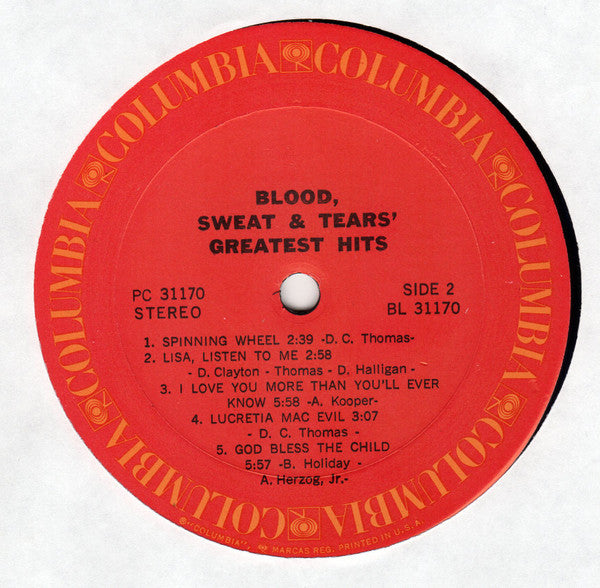 COLUMBIA COLUMBIA COLUMBIA COLUMBIA COLUMBIA COLUMBIA
BLOOD,
SWEAT & TEARS'
GREATEST HITS
PC 31170 SIDE 2
STEREO BL 31170
1. SPINNING WHEEL 2:39 -D. C. Thomas-
2. LISA, LISTEN TO ME 2:58
- D. Clayton - Thomas - D. Halligan -
3. I LOVE YOU MORE THAN YOU'LL EVER
KNOW 5:58 -A. Kooper-
4. LUCRETIA MAC EVIL 3:07
- D. C. Thomas -
5. GOD BLESS THE CHILD
5:57 -B. Holiday -
A. Herzog, Jr.-
® "COLUMBIA", MARCAS REG. PRINTED IN U.S.A.